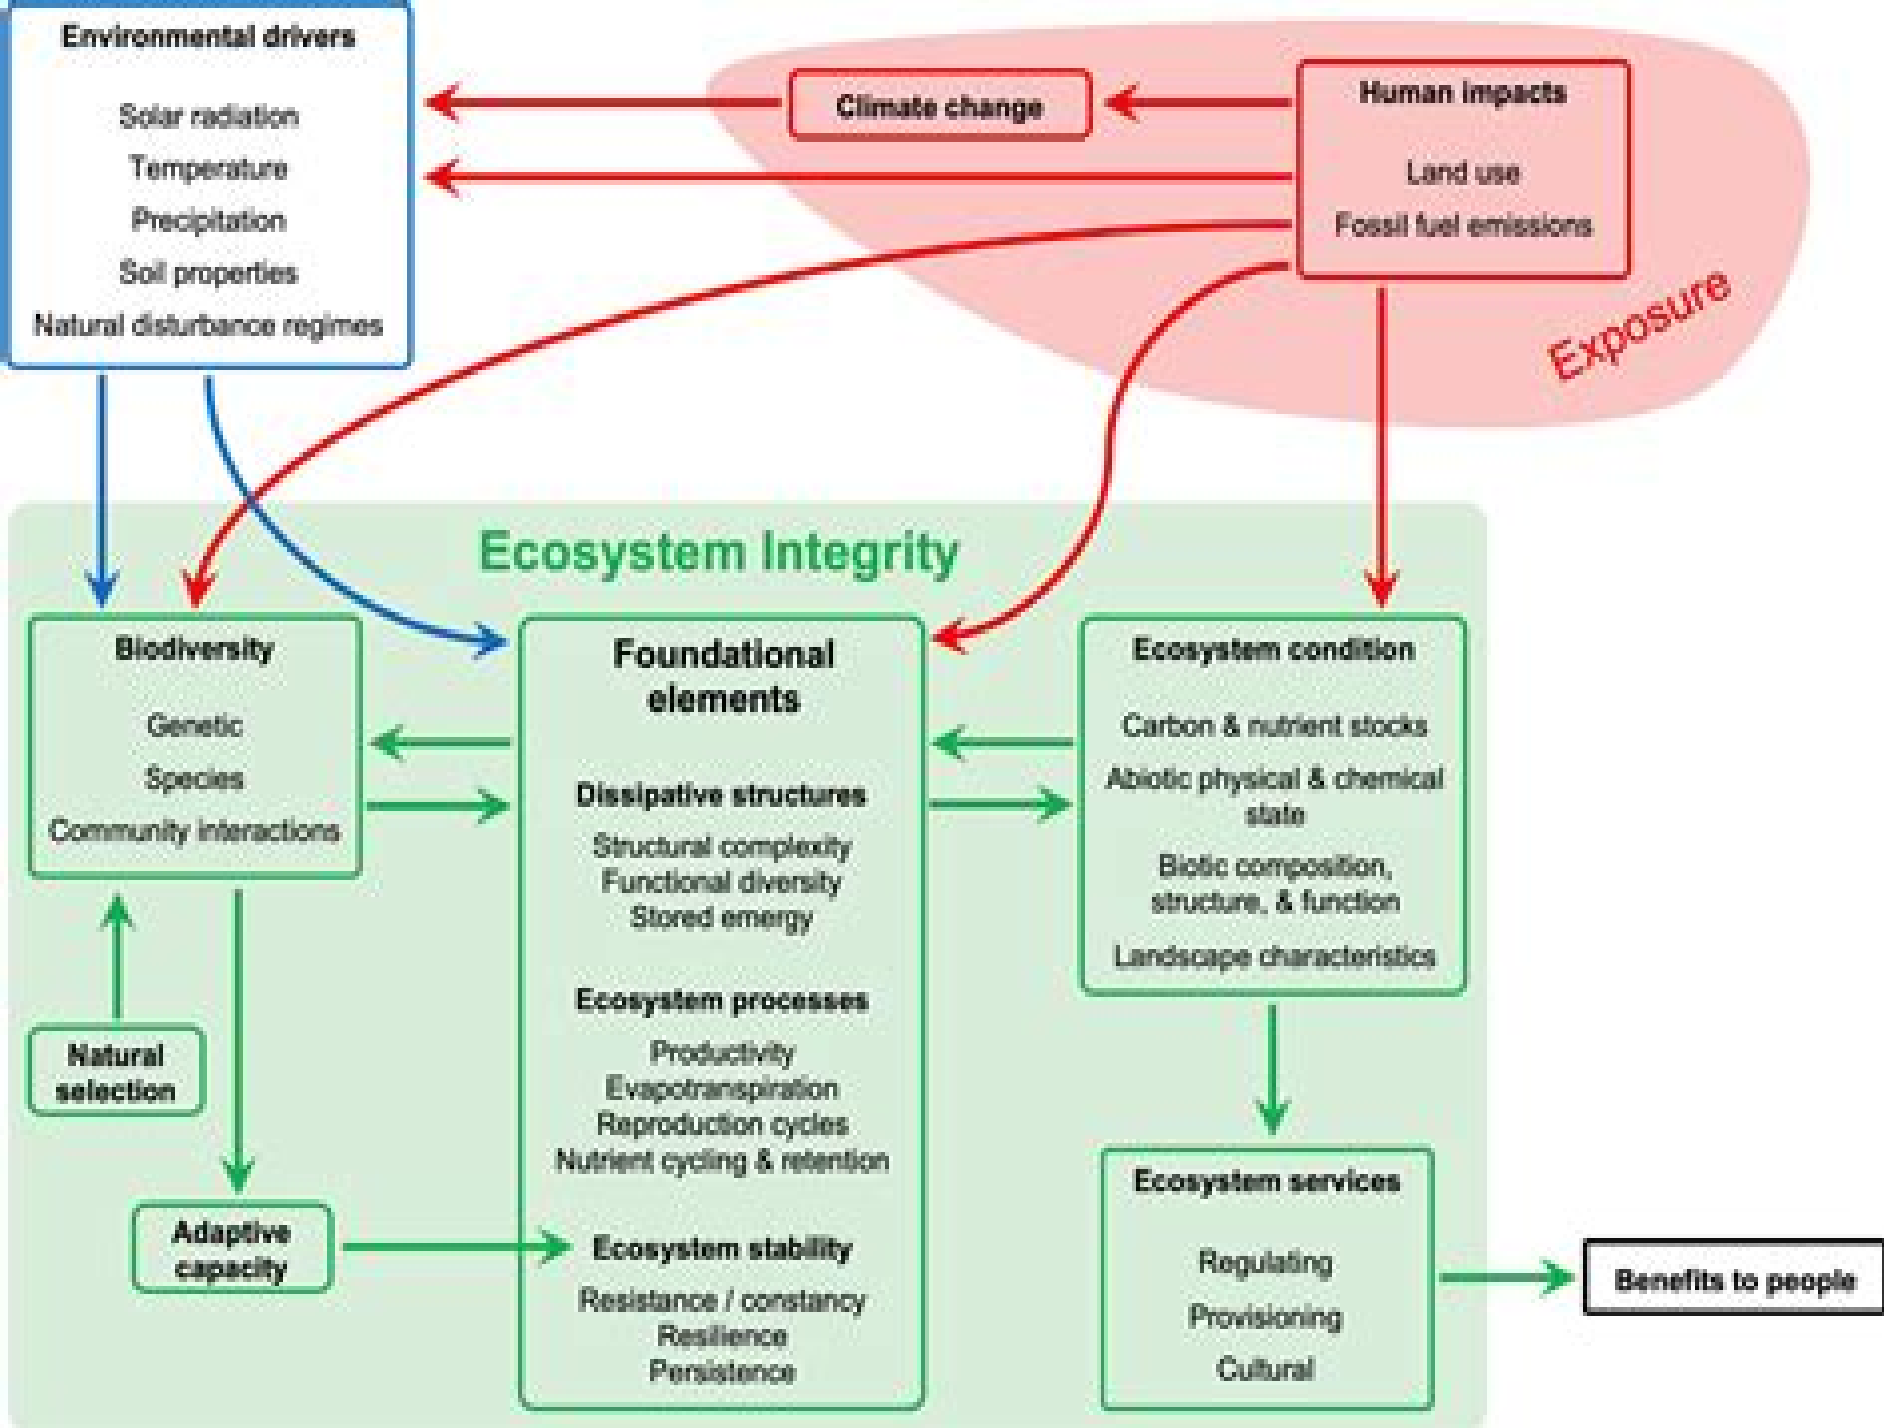 Environmental drivers
Solar radiation
Temperature
Precipitation
Soil properties
Natural disturbance regimes
Climate change
Human impacts
Land use
Fossil fuel emissions
Exposure
Ecosystem Integrity
Biodiversity
Genetic
Species
Community interactions
Natural
selection
Adaptive
capacity
Foundational
elements
Dissipative structures
Structural complexity
Functional diversity
Stored emergy
Ecosystem processes
Productivity
Evapotranspiration
Reproduction cycles
Nutrient cycling & retention
Ecosystem stability
Resistance / constancy
Resilience
Persistence
Ecosystem condition
Carbon & nutrient stocks
Abiotic physical & chemical
state
Biotic composition,
structure, & function
Landscape characteristics
Ecosystem services
Regulating
Provisioning
Cultural
Benefits to people